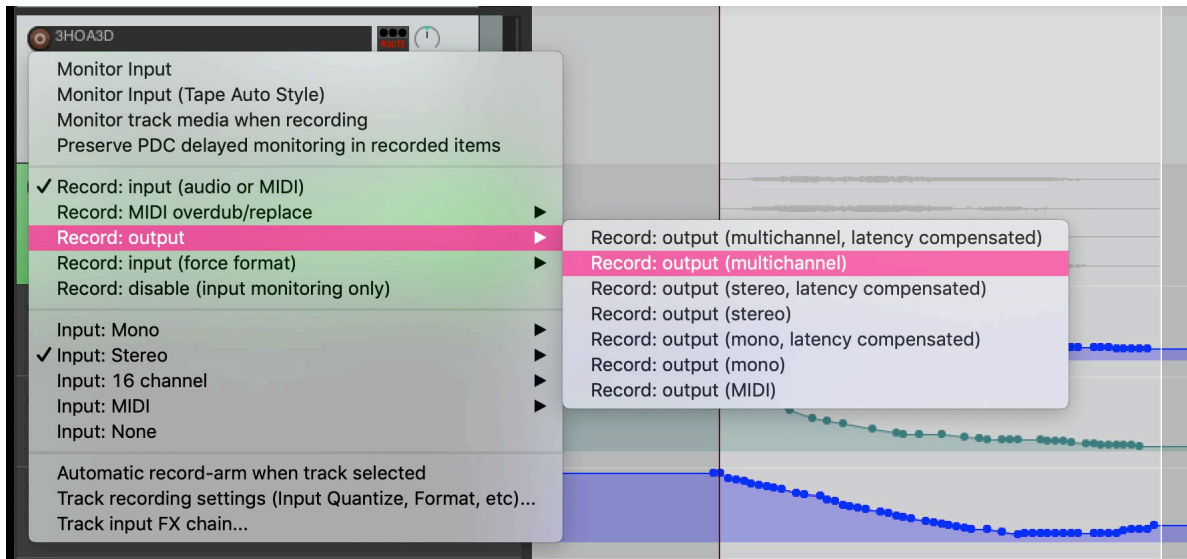 3HOA3D
ROUTE
Monitor Input
Monitor Input (Tape Auto Style)
Monitor track media when recording
Preserve PDC delayed monitoring in recorded items
✓ Record: input (audio or MIDI)
Record: MIDI overdub/replace
Record: output
Record: input (force format)
Record: disable (input monitoring only)
Input: Mono
✓ Input: Stereo
Input: 16 channel
Input: MIDI
Input: None
Automatic record-arm when track selected
Track recording settings (Input Quantize, Format, etc)...
Track input FX chain...
Record: output (multichannel, latency compensated)
Record: output (multichannel)
Record: output (stereo, latency compensated)
Record: output (stereo)
Record: output (mono, latency compensated)
Record: output (mono)
Record: output (MIDI)